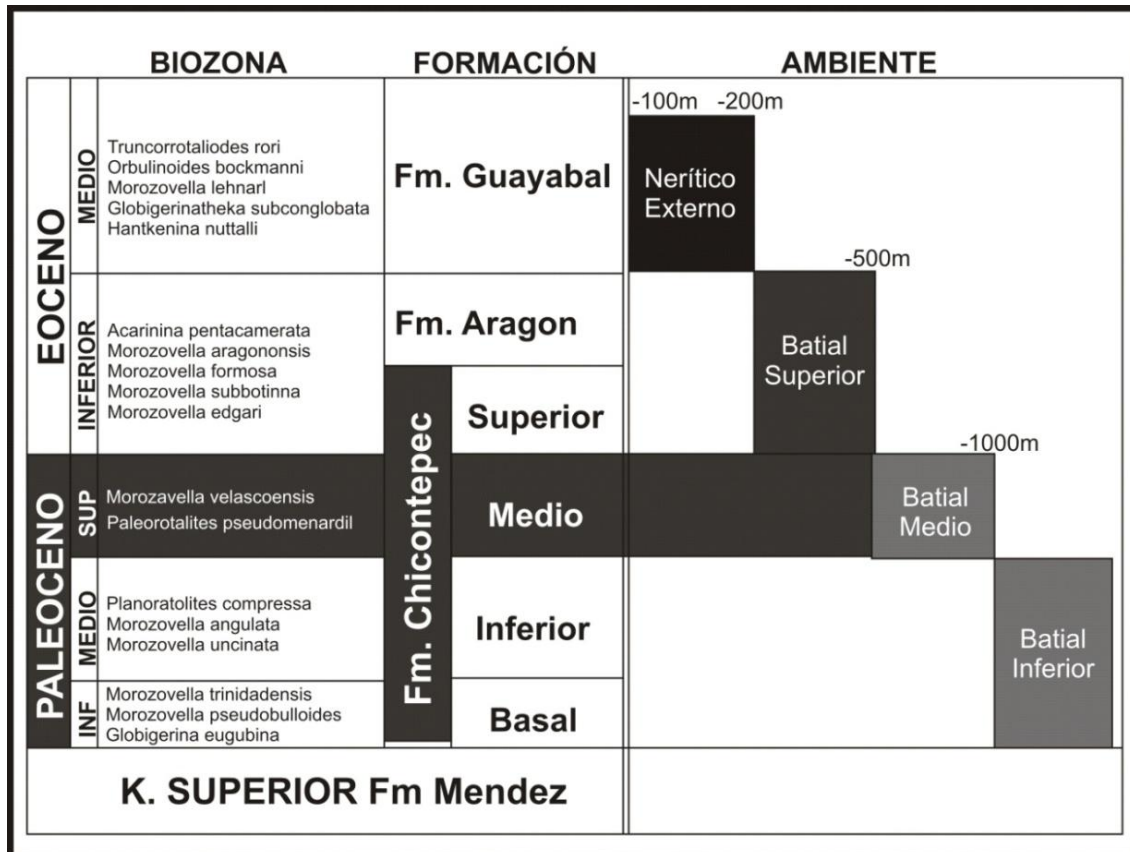 BIOZONA FORMACIÓN AMBIENTE
EOCENO
MEDIO
Truncorrotaliodes rori
Orbulinoides bockmanni
Morozovella lehnarl
Globigerinatheka subconglobata
Hantkenina nuttalli
Fm. Guayabal
-100m -200m
Nerítico
Externo
INFERIOR
Acarinina pentacamerata
Morozovella aragononsis
Morozovella formosa
Morozovella subbotinna
Morozovella edgari
Fm. Aragon
-500m
Batial
Superior
Fm. Chicontepec
Superior
PALEOCENO
SUP
Morozavella velascoensis
Paleorotalites pseudomenardil
Medio
-1000m
Batial
Medio
MEDIO
Planoratolites compressa
Morozovella angulata
Morozovella uncinata
Inferior
Batial
Inferior
INF
Morozovella trinidadensis
Morozovella pseudobulloides
Globigerina eugubina
Basal
K. SUPERIOR Fm Mendez